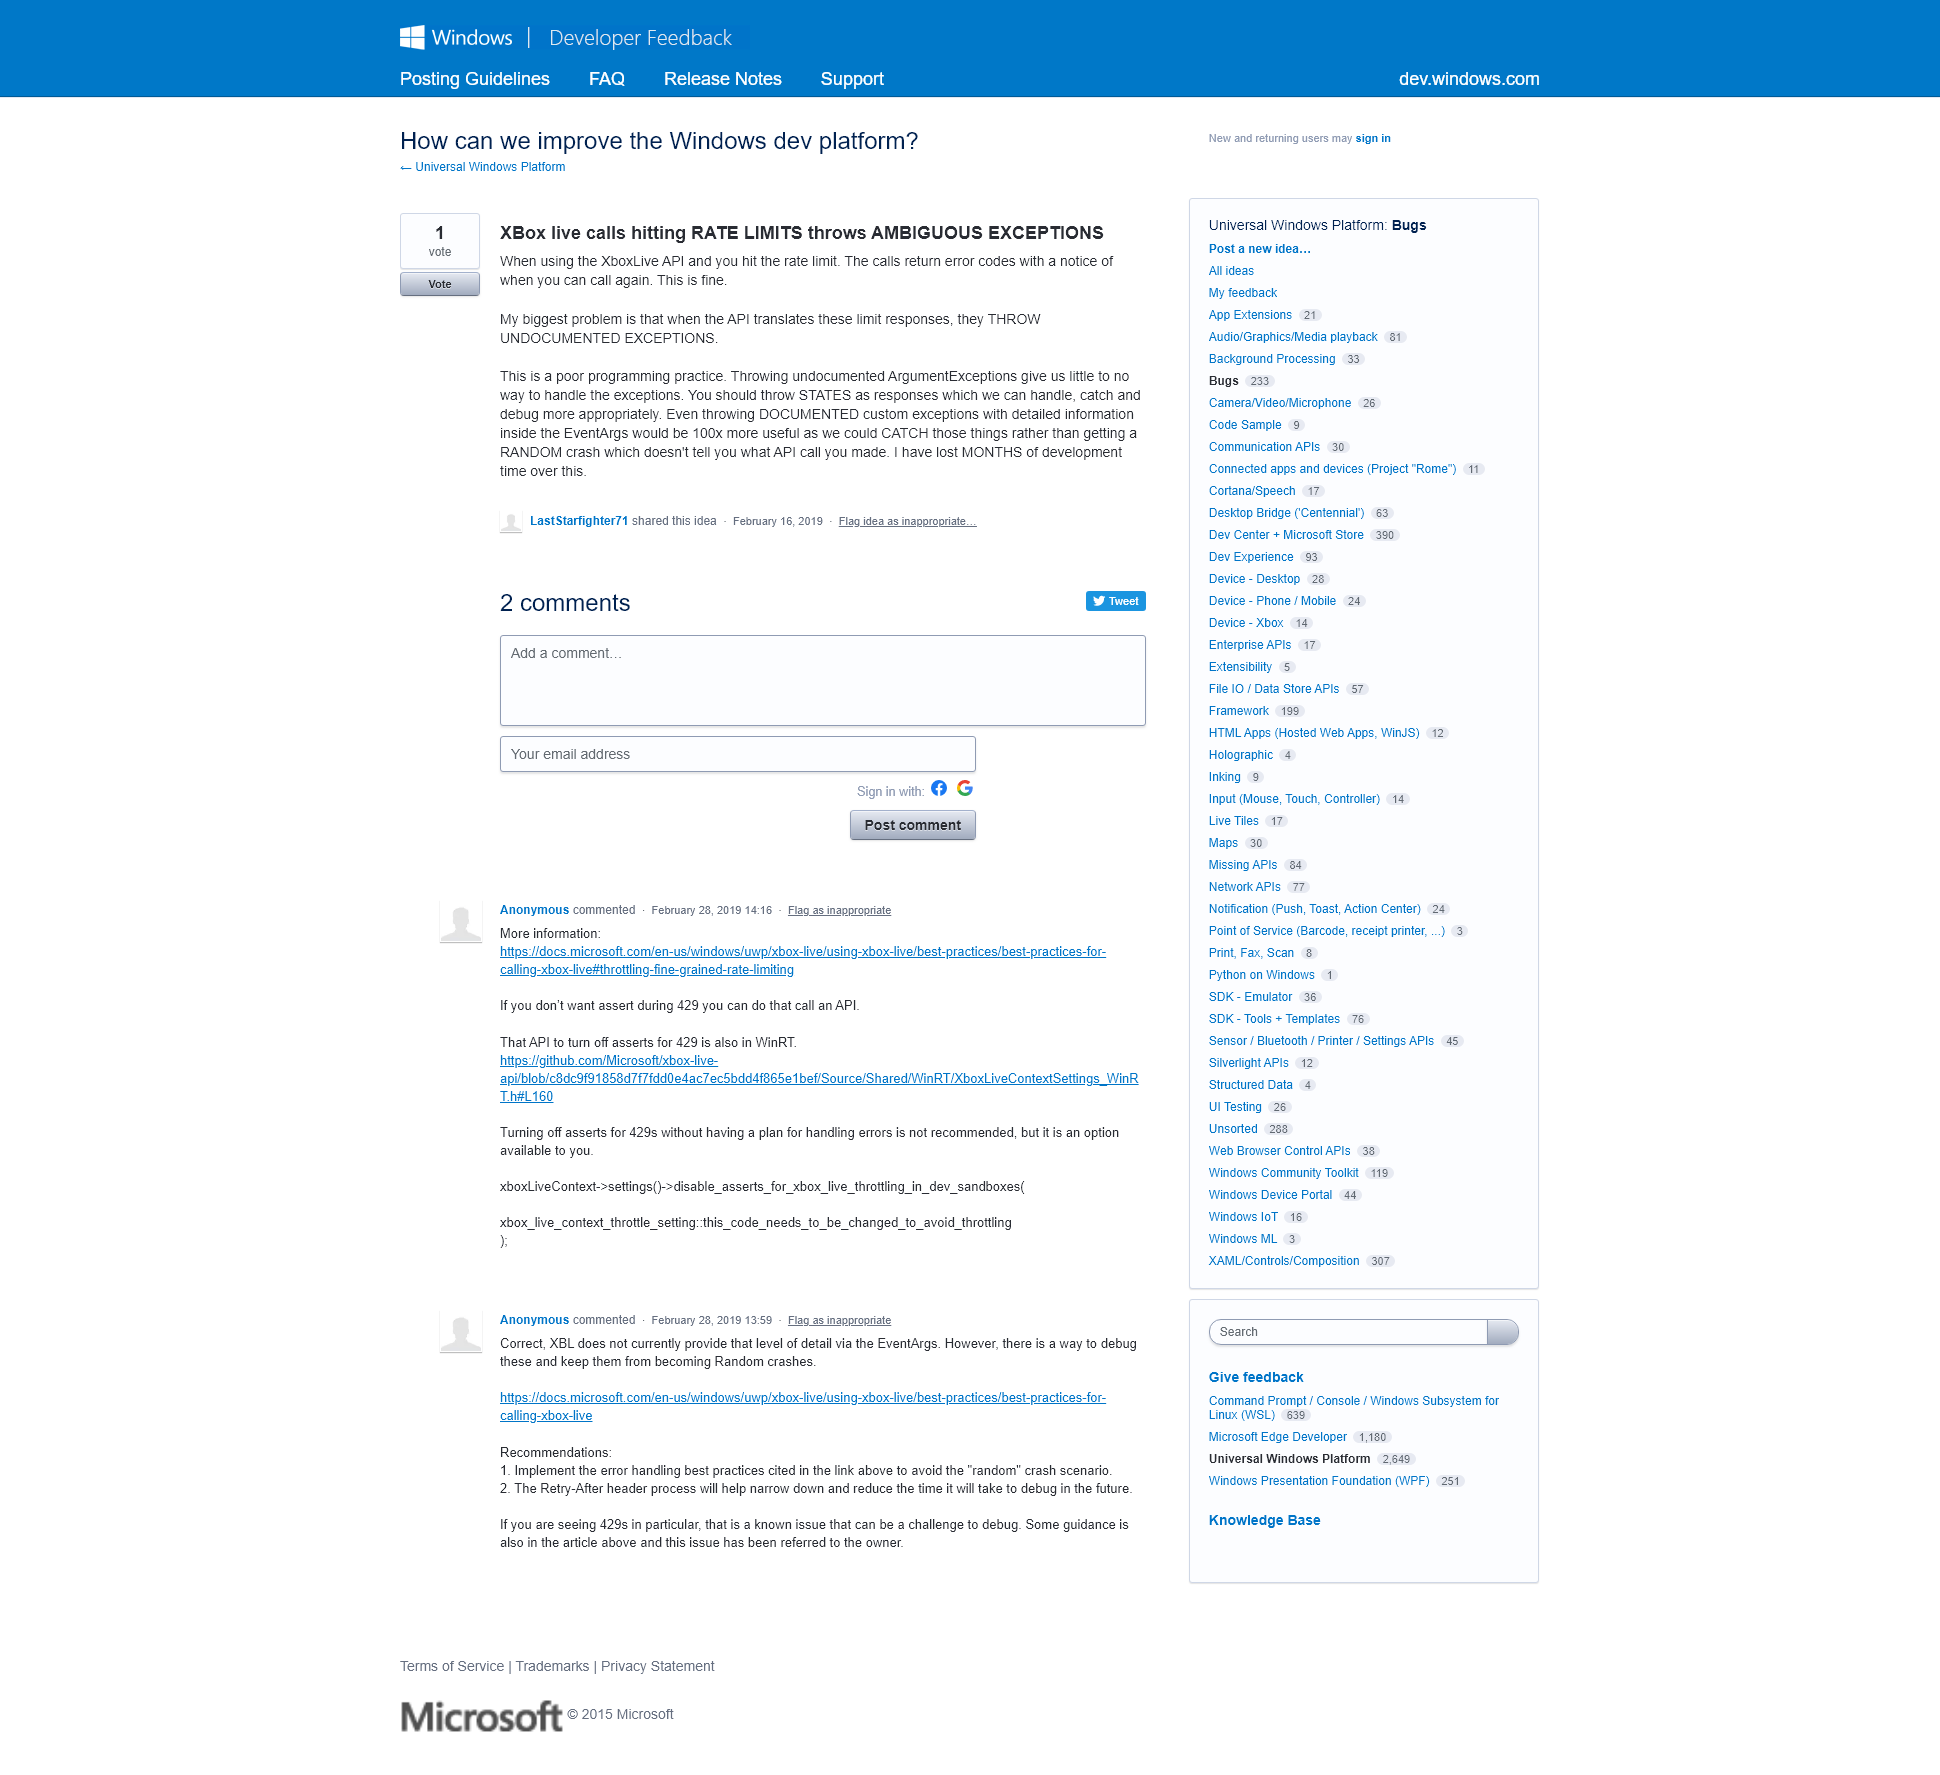 Windows | Developer Feedback
Posting Guidelines FAQ Release Notes Support dev.windows.com
How can we improve the Windows dev platform?
← Universal Windows Platform
New and returning users may sign in
1
vote
Vote
XBox live calls hitting RATE LIMITS throws AMBIGUOUS EXCEPTIONS
When using the XboxLive API and you hit the rate limit. The calls return error codes with a notice of
when you can call again. This is fine.
My biggest problem is that when the API translates these limit responses, they THROW
UNDOCUMENTED EXCEPTIONS.
This is a poor programming practice. Throwing undocumented ArgumentExceptions give us little to no
way to handle the exceptions. You should throw STATES as responses which we can handle, catch and
debug more appropriately. Even throwing DOCUMENTED custom exceptions with detailed information
inside the EventArgs would be 100x more useful as we could CATCH those things rather than getting a
RANDOM crash which doesn't tell you what API call you made. I have lost MONTHS of development
time over this.
LastStarfighter71 shared this idea · February 16, 2019 · Flag idea as inappropriate…
2 comments
Tweet
Add a comment…
Your email address
Sign in with:
Post comment
Anonymous commented · February 28, 2019 14:16 · Flag as inappropriate
More information:
https://docs.microsoft.com/en-us/windows/uwp/xbox-live/using-xbox-live/best-practices/best-practices-for-
calling-xbox-live#throttling-fine-grained-rate-limiting
If you don't want assert during 429 you can do that call an API.
That API to turn off asserts for 429 is also in WinRT.
https://github.com/Microsoft/xbox-live-
api/blob/c8dc9f91858d7f7fdd0e4ac7ec5bdd4f865e1bef/Source/Shared/WinRT/XboxLiveContextSettings_WinR
T.h#L160
Turning off asserts for 429s without having a plan for handling errors is not recommended, but it is an option
available to you.
xboxLiveContext->settings()->disable_asserts_for_xbox_live_throttling_in_dev_sandboxes(
xbox_live_context_throttle_setting::this_code_needs_to_be_changed_to_avoid_throttling
);
Anonymous commented · February 28, 2019 13:59 · Flag as inappropriate
Correct, XBL does not currently provide that level of detail via the EventArgs. However, there is a way to debug
these and keep them from becoming Random crashes.
https://docs.microsoft.com/en-us/windows/uwp/xbox-live/using-xbox-live/best-practices/best-practices-for-
calling-xbox-live
Recommendations:
1. Implement the error handling best practices cited in the link above to avoid the "random" crash scenario.
2. The Retry-After header process will help narrow down and reduce the time it will take to debug in the future.
If you are seeing 429s in particular, that is a known issue that can be a challenge to debug. Some guidance is
also in the article above and this issue has been referred to the owner.
Universal Windows Platform: Bugs
Post a new idea…
All ideas
My feedback
App Extensions 21
Audio/Graphics/Media playback 81
Background Processing 33
Bugs 233
Camera/Video/Microphone 26
Code Sample 9
Communication APIs 30
Connected apps and devices (Project "Rome") 11
Cortana/Speech 17
Desktop Bridge ('Centennial') 63
Dev Center + Microsoft Store 390
Dev Experience 93
Device - Desktop 28
Device - Phone / Mobile 24
Device - Xbox 14
Enterprise APIs 17
Extensibility 5
File IO / Data Store APIs 57
Framework 199
HTML Apps (Hosted Web Apps, WinJS) 12
Holographic 4
Inking 9
Input (Mouse, Touch, Controller) 14
Live Tiles 17
Maps 30
Missing APIs 84
Network APIs 77
Notification (Push, Toast, Action Center) 24
Point of Service (Barcode, receipt printer, ...) 3
Print, Fax, Scan 8
Python on Windows 1
SDK - Emulator 36
SDK - Tools + Templates 76
Sensor / Bluetooth / Printer / Settings APIs 45
Silverlight APIs 12
Structured Data 4
UI Testing 26
Unsorted 288
Web Browser Control APIs 38
Windows Community Toolkit 119
Windows Device Portal 44
Windows IoT 16
Windows ML 3
XAML/Controls/Composition 307
Search
Give feedback
Command Prompt / Console / Windows Subsystem for
Linux (WSL) 639
Microsoft Edge Developer 1,180
Universal Windows Platform 2,649
Windows Presentation Foundation (WPF) 251
Knowledge Base
Terms of Service | Trademarks | Privacy Statement
Microsoft © 2015 Microsoft